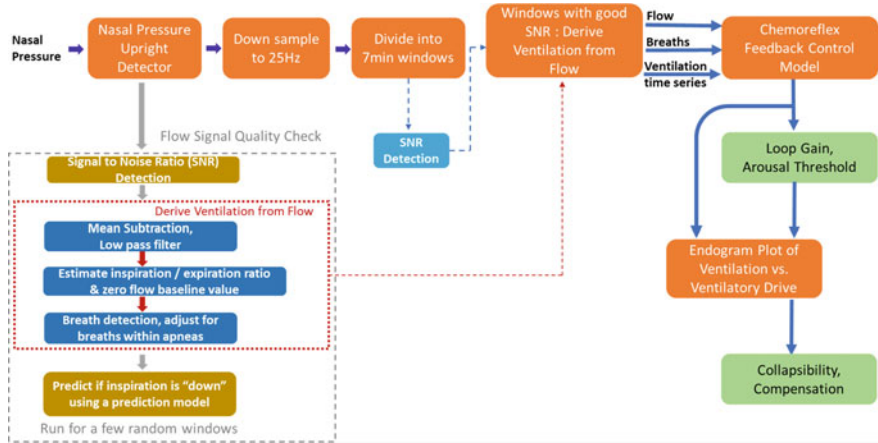 Nasal
Pressure
Nasal Pressure
Upright
Detector
Down sample
to 25Hz
Divide into
7min windows
Windows with good
SNR : Derive
Ventilation from
Flow
Flow
Breaths
Ventilation
time series
Chemoreflex
Feedback Control
Model
SNR
Detection
Flow Signal Quality Check
Signal to Noise Ratio (SNR)
Detection
Derive Ventilation from Flow
Mean Subtraction,
Low pass filter
Estimate inspiration / expiration ratio
& zero flow baseline value
Breath detection, adjust for
breaths within apneas
Predict if inspiration is “down”
using a prediction model
Run for a few random windows
Loop Gain,
Arousal Threshold
Endogram Plot of
Ventilation vs.
Ventilatory Drive
Collapsibility,
Compensation